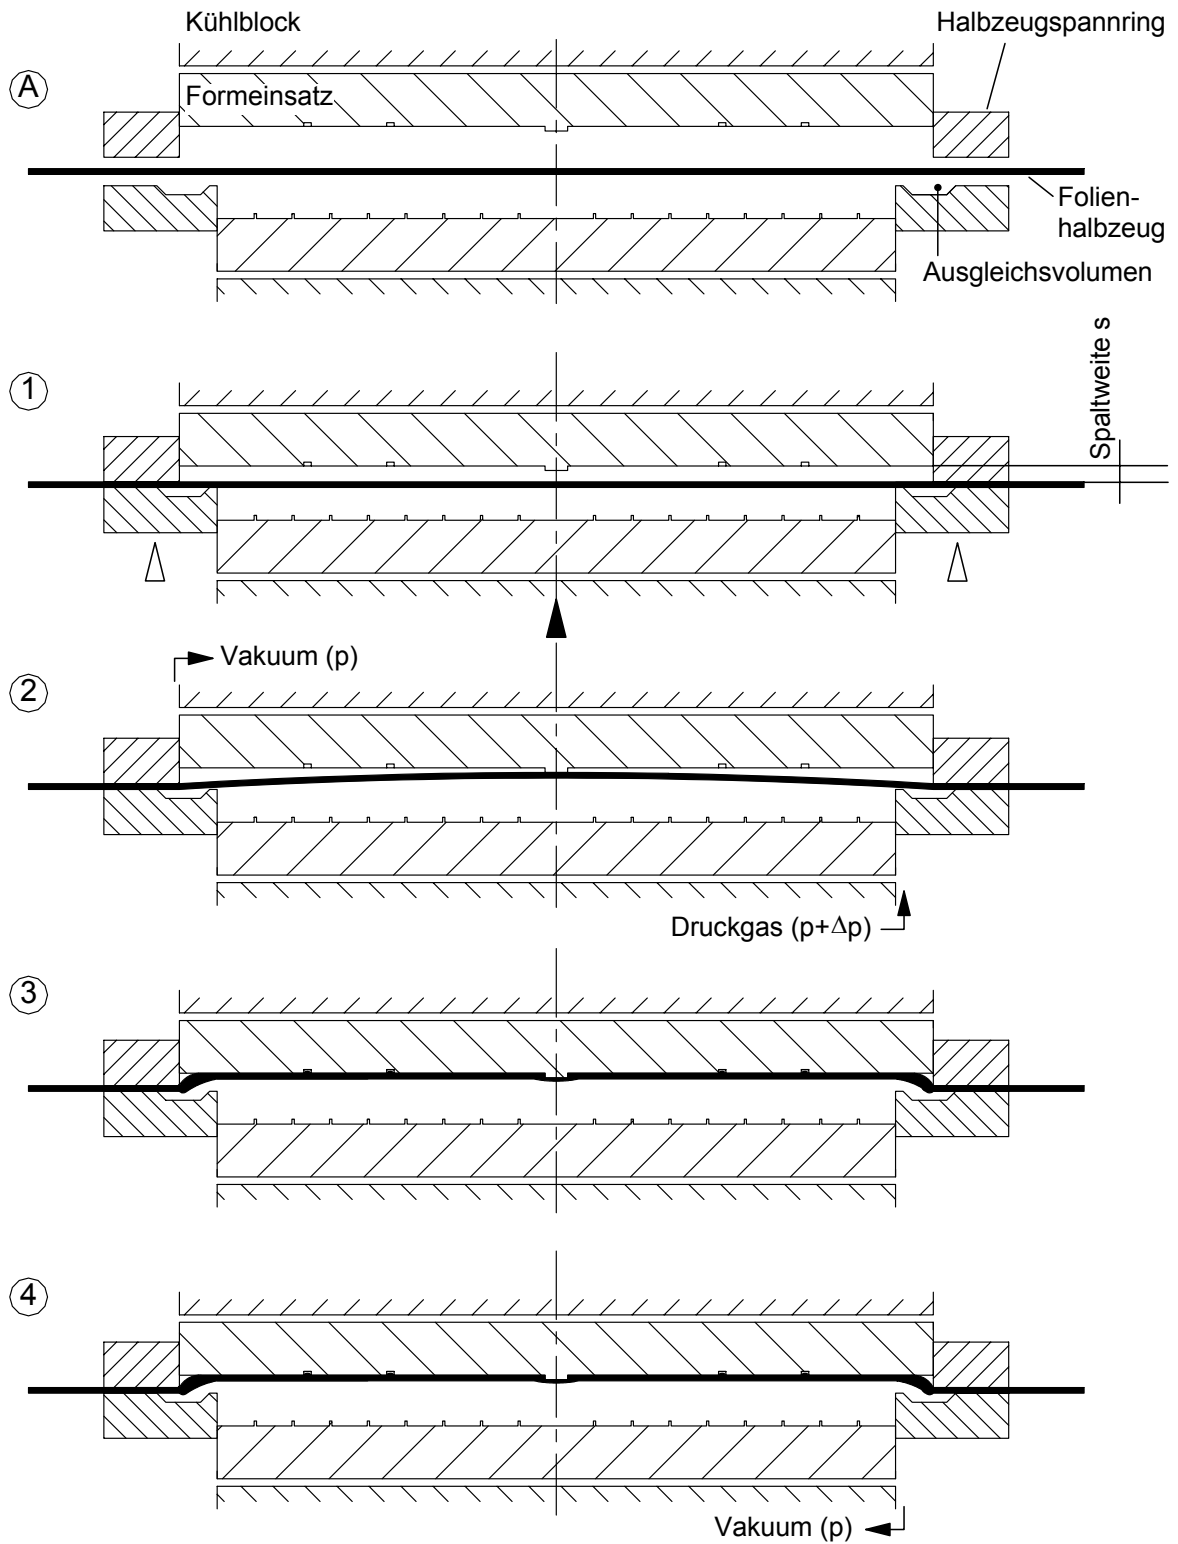 Kühlblock
Halbzeugspannring
A
Formeinsatz
Folien-
halbzeug
Ausgleichsvolumen
1
Spaltweite s
Vakuum (p)
2
Druckgas (p+Δp)
3
4
Vakuum (p)